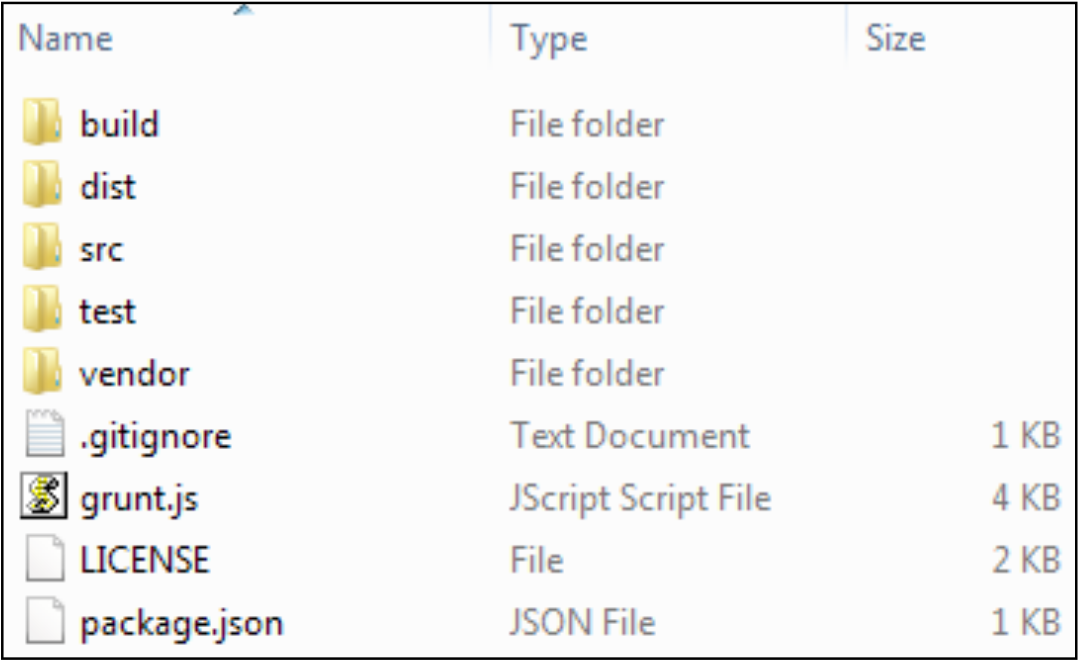 Name Type Size
build File folder
dist File folder
src File folder
test File folder
vendor File folder
.gitignore Text Document 1 KB
grunt.js JScript Script File 4 KB
LICENSE File 2 KB
package.json JSON File 1 KB